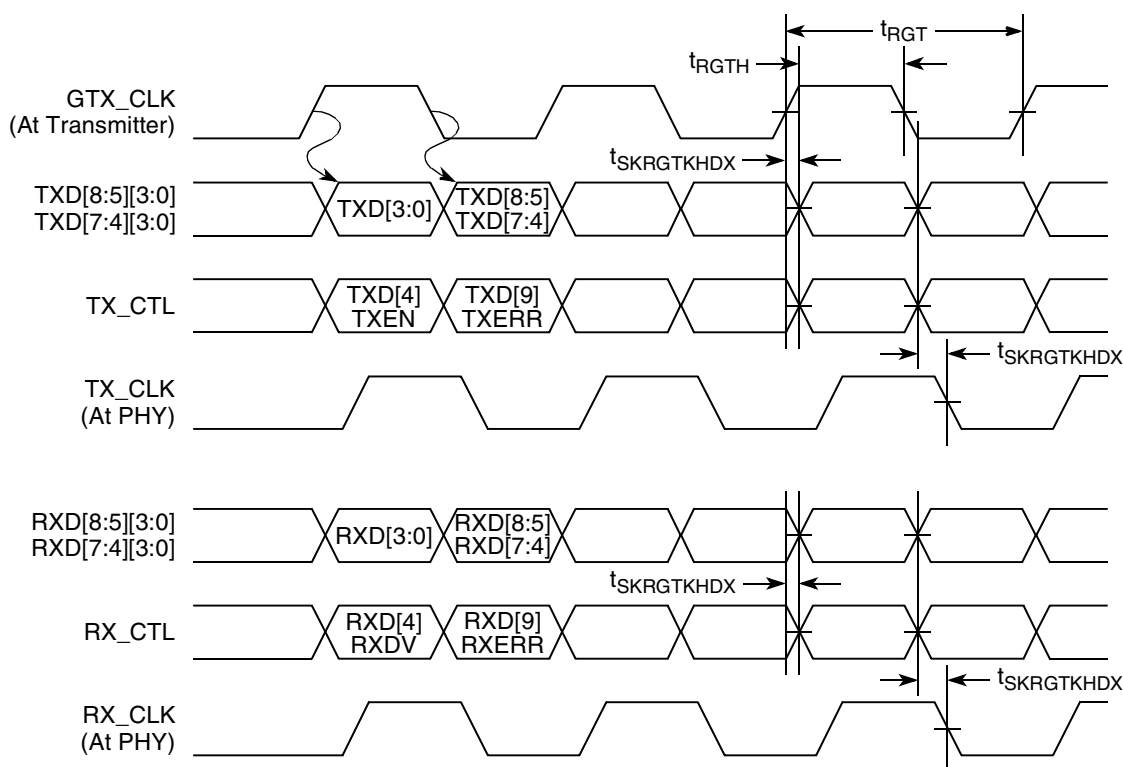 t_RGT
t_RGTH
GTX_CLK
(At Transmitter)
t_SKRGTKHDX
TXD[8:5][3:0]
TXD[7:4][3:0]
TXD[3:0]
TXD[8:5]
TXD[7:4]
TX_CTL
TXD[4]
TXEN
TXD[9]
TXERR
t_SKRGTKHDX
TX_CLK
(At PHY)
RXD[8:5][3:0]
RXD[7:4][3:0]
RXD[3:0]
RXD[8:5]
RXD[7:4]
t_SKRGTKHDX
RX_CTL
RXD[4]
RXDV
RXD[9]
RXERR
t_SKRGTKHDX
RX_CLK
(At PHY)